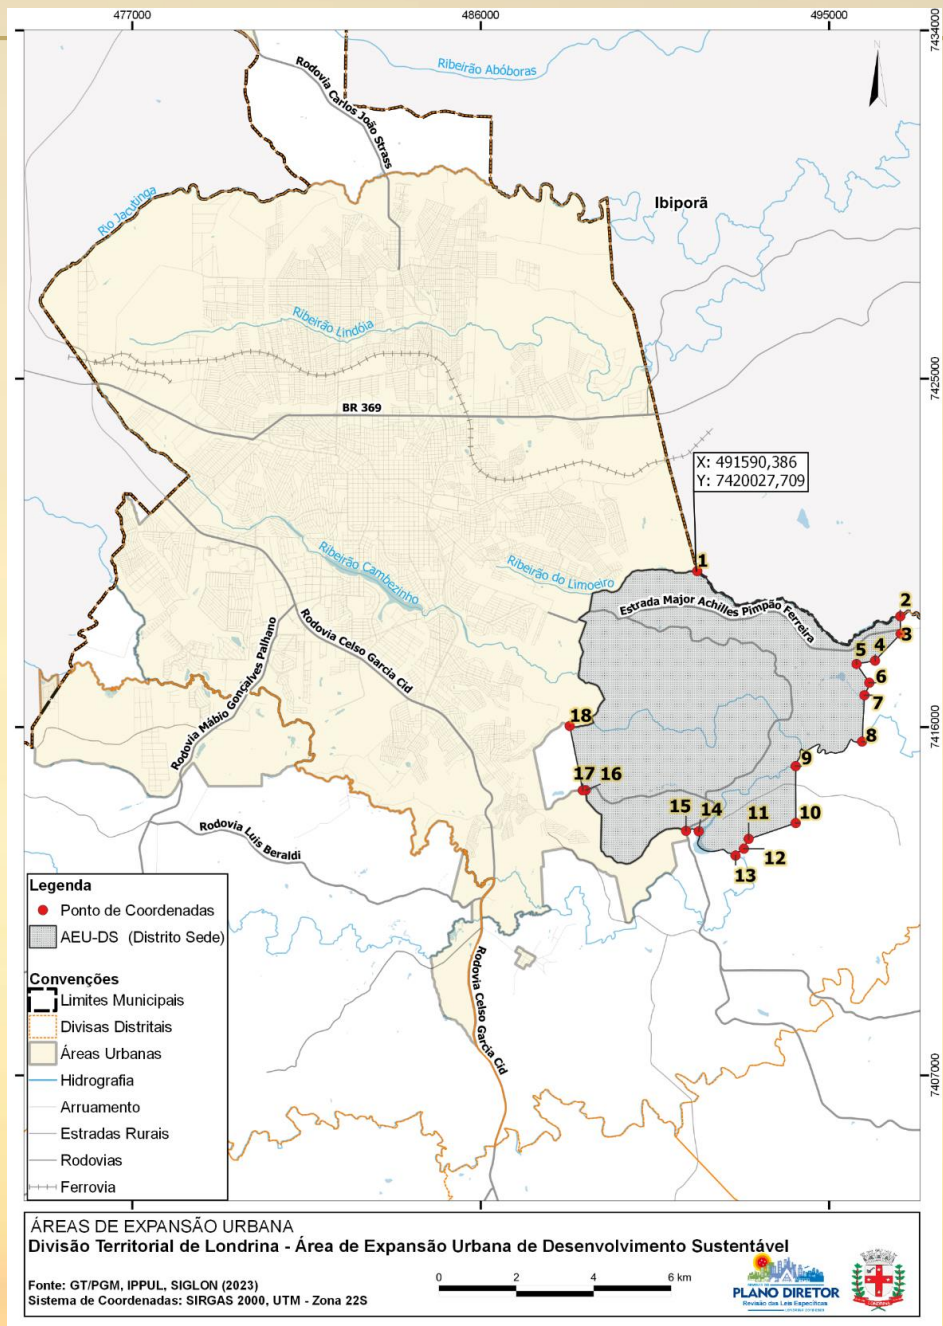 477000
486000
495000
7434000
N
Ribeirão Abóboras
Rodovia Carlos João Strass
Rio Jacutinga
Ibiporã
Ribeirão Lindóia
7425000
BR 369
X: 491590,386
Y: 7420027,709
Ribeirão Cambezinho
Ribeirão do Limoeiro
1
Estrada Major Achilles Pimpão Ferreira
2
3
4
5
6
7
8
Rodovia Celso Garcia Cid
Rodovia Mábio Gonçalves Palhano
7416000
18
9
17
16
10
15
14
11
12
13
Rodovia Luis Beraldi
Rodovia Celso Garcia Cid
7407000
Legenda
Ponto de Coordenadas
AEU-DS (Distrito Sede)
Convenções
Limites Municipais
Divisas Distritais
Áreas Urbanas
Hidrografia
Arruamento
Estradas Rurais
Rodovias
Ferrovia
ÁREAS DE EXPANSÃO URBANA
Divisão Territorial de Londrina - Área de Expansão Urbana de Desenvolvimento Sustentável
Fonte: GT/PGM, IPPUL, SIGLON (2023)
Sistema de Coordenadas: SIRGAS 2000, UTM - Zona 22S
0 2 4 6 km
PLANO DIRETOR
Revisão das Leis Específicas